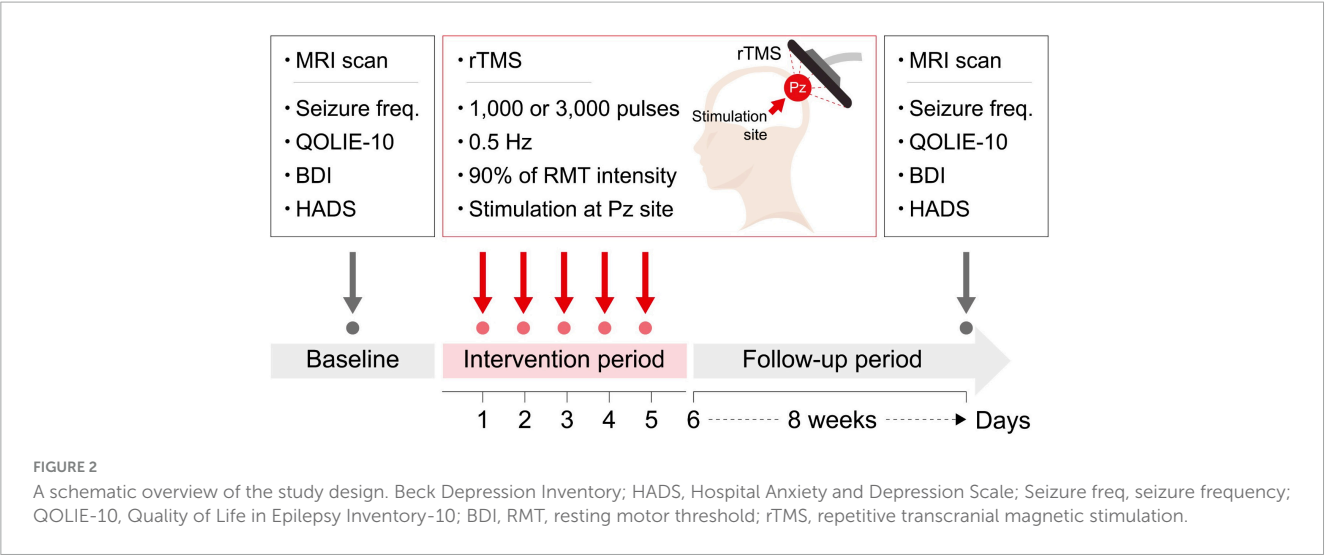 • MRI scan
• Seizure freq.
• QOLIE-10
• BDI
• HADS
• rTMS
• 1,000 or 3,000 pulses
• 0.5 Hz
• 90% of RMT intensity
• Stimulation at Pz site
rTMS
Pz
Stimulation
site
• MRI scan
• Seizure freq.
• QOLIE-10
• BDI
• HADS
Baseline
Intervention period
Follow-up period
1 2 3 4 5 6 8 weeks Days
FIGURE 2
A schematic overview of the study design. Beck Depression Inventory; HADS, Hospital Anxiety and Depression Scale; Seizure freq, seizure frequency;
QOLIE-10, Quality of Life in Epilepsy Inventory-10; BDI, RMT, resting motor threshold; rTMS, repetitive transcranial magnetic stimulation.